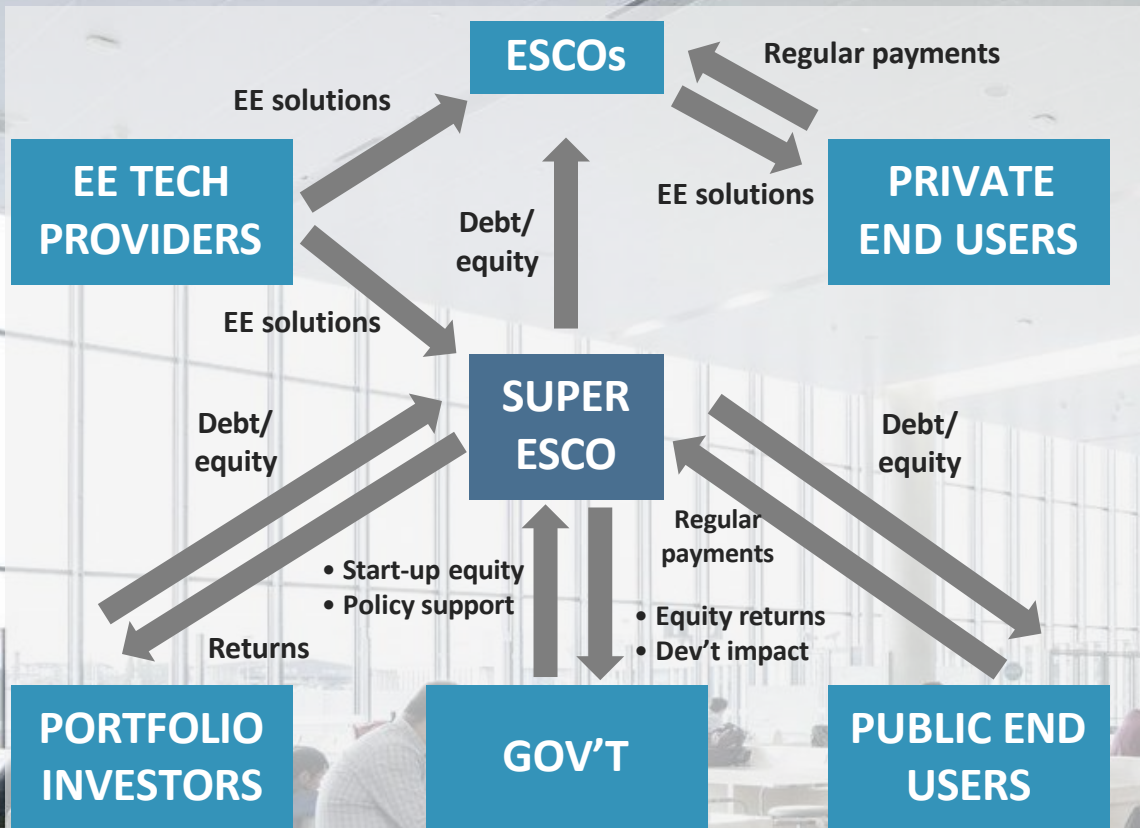 ESCOs
Regular payments
EE solutions
EE TECH
PROVIDERS
EE solutions
PRIVATE
END USERS
Debt/
equity
EE solutions
SUPER
ESCO
Debt/
equity
Debt/
equity
Regular
payments
• Start-up equity
• Policy support
• Equity returns
• Dev't impact
Returns
PORTFOLIO
INVESTORS
GOV'T
PUBLIC END
USERS